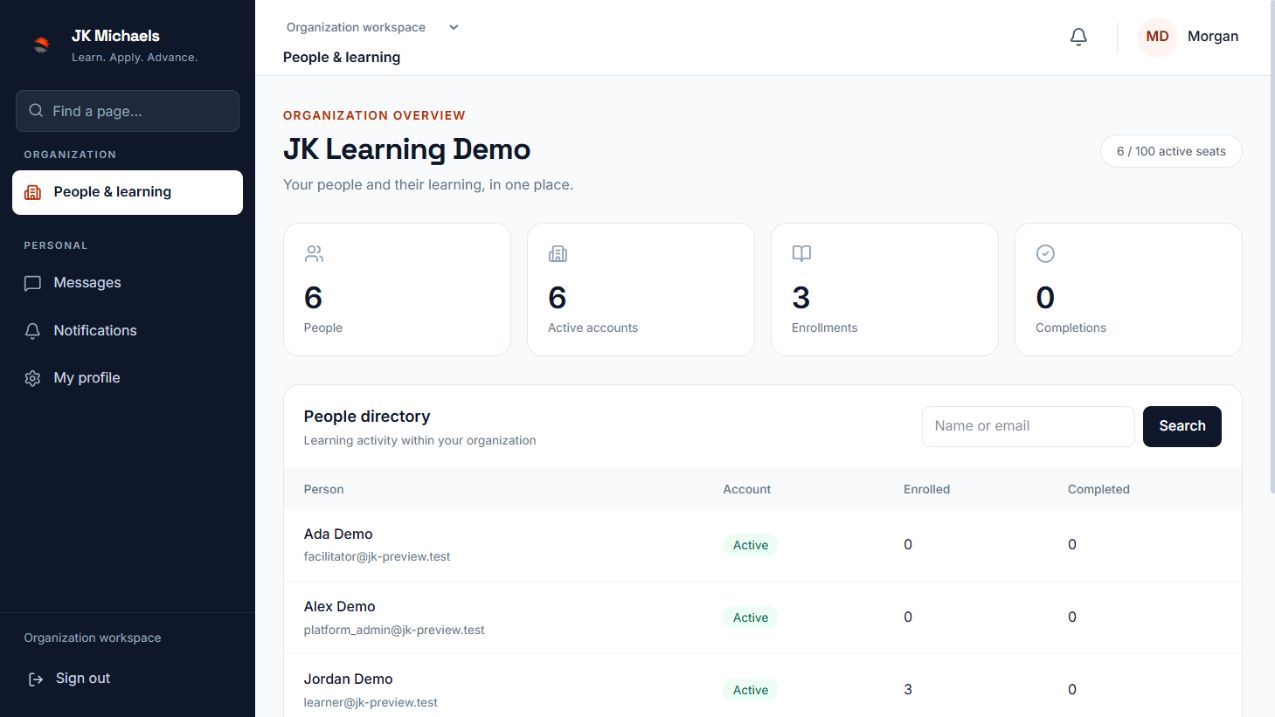 JK Michaels
Learn. Apply. Advance.
Find a page...
ORGANIZATION
People & learning
PERSONAL
Messages
Notifications
My profile
Organization workspace
Sign out
Organization workspace
People & learning
MD
Morgan
ORGANIZATION OVERVIEW
JK Learning Demo
Your people and their learning, in one place.
6 / 100 active seats
6
People
6
Active accounts
3
Enrollments
0
Completions
People directory
Learning activity within your organization
Name or email
Search
Person Account Enrolled Completed
Ada Demo
facilitator@jk-preview.test
Active 0 0
Alex Demo
platform_admin@jk-preview.test
Active 0 0
Jordan Demo
learner@jk-preview.test
Active 3 0